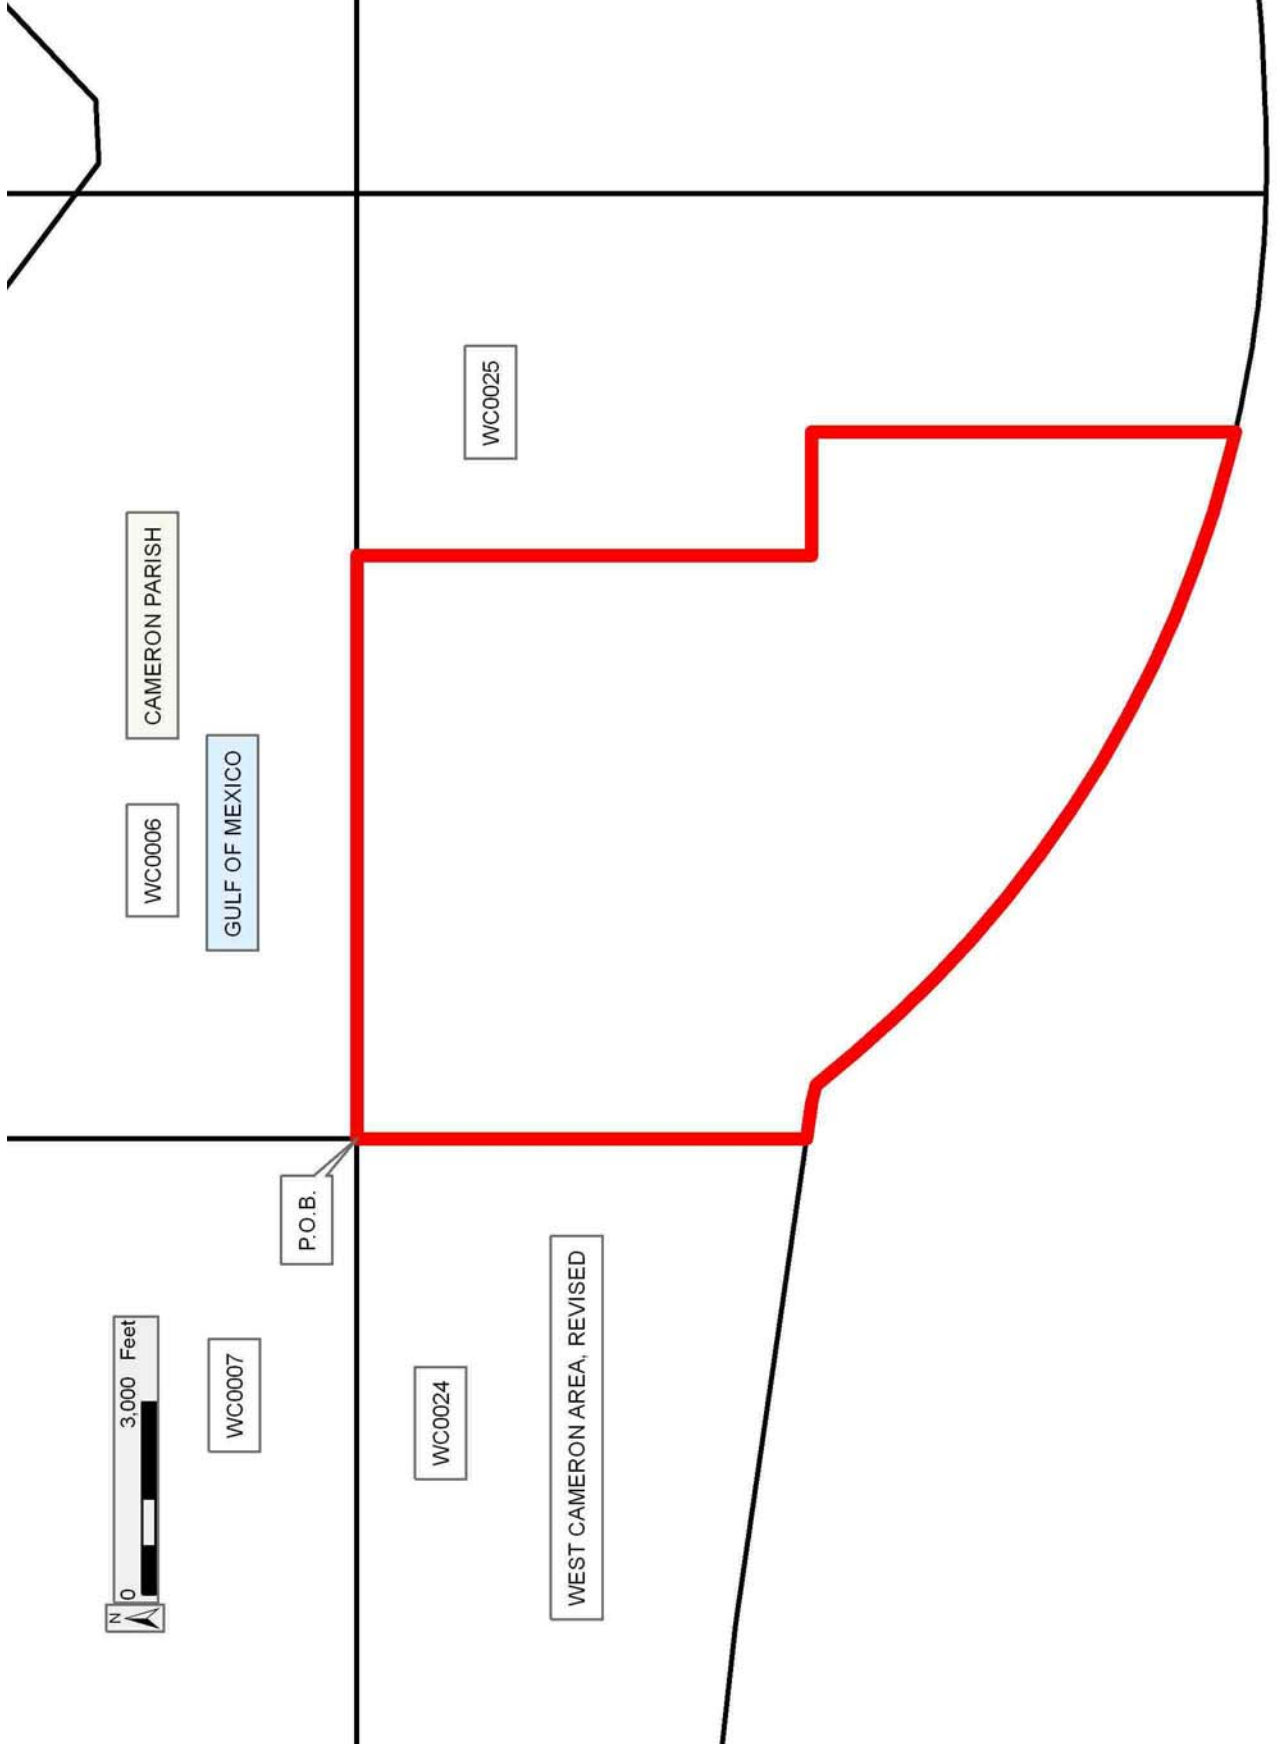 N
0 3,000 Feet
CAMERON PARISH
WC0006
GULF OF MEXICO
WC0007
P.O.B.
WC0025
WC0024
WEST CAMERON AREA, REVISED